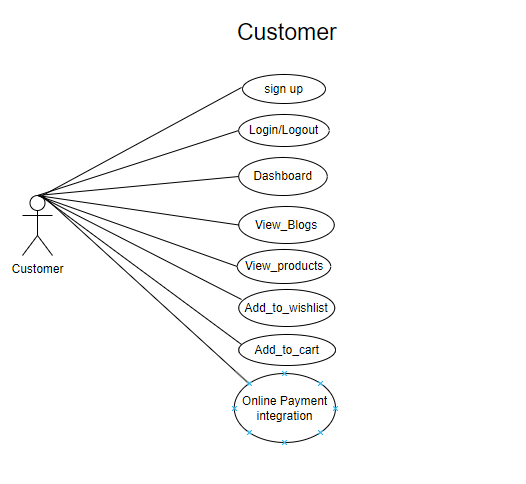 Customer
sign up
Login/Logout
Dashboard
View_Blogs
View_products
Customer
Add_to_wishlist
Add_to_cart
Online Payment
integration